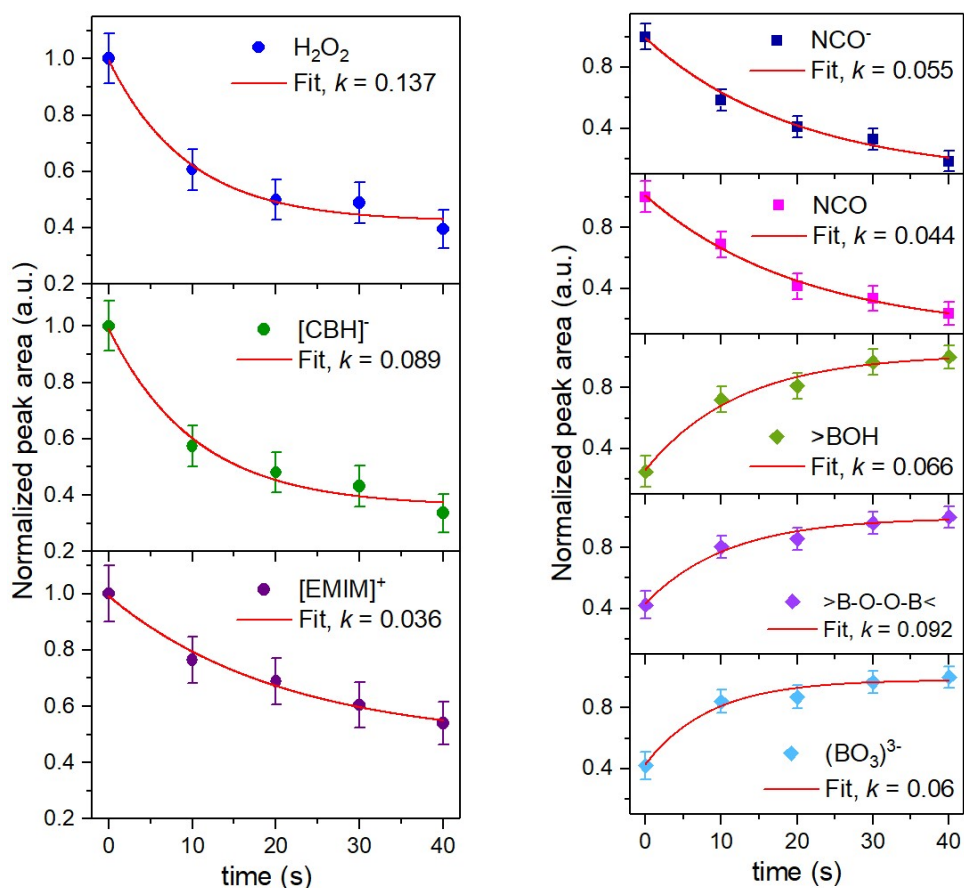 Normalized peak area (a.u.)
1.0
0.8
0.6
0.4
0.2
H₂O₂
Fit, k = 0.137
1.0
0.8
0.6
0.4
0.2
[CBH]⁻
Fit, k = 0.089
1.0
0.8
0.6
0.4
0.2
[EMIM]⁺
Fit, k = 0.036
0 10 20 30 40
time (s)
Normalized peak area (a.u.)
0.8
0.4
NCO⁻
Fit, k = 0.055
0.8
0.4
NCO
Fit, k = 0.044
0.8
0.4
>BOH
Fit, k = 0.066
0.8
0.4
>B-O-O-B<
Fit, k = 0.092
0.8
0.4
(BO₃)³⁻
Fit, k = 0.06
0 10 20 30 40
time (s)